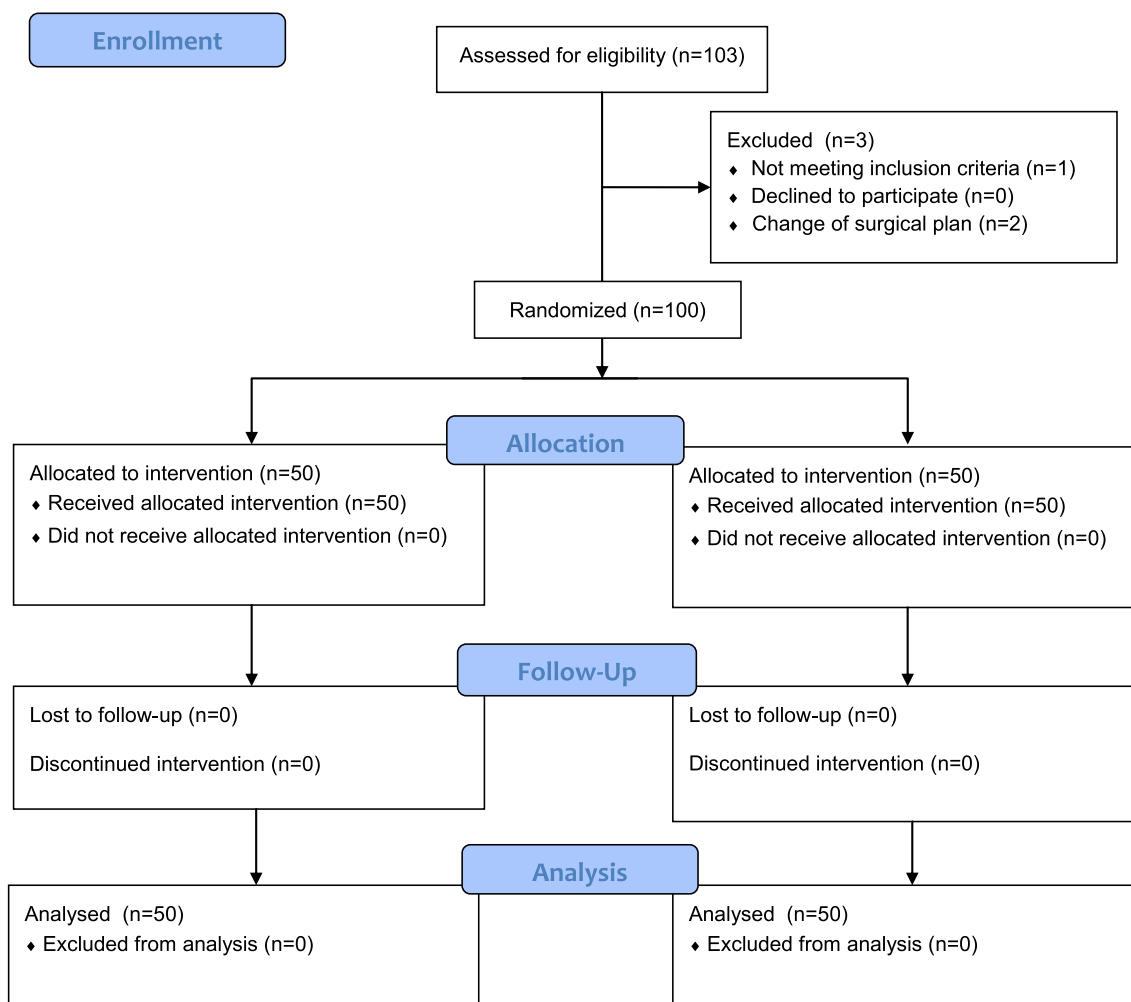 Enrollment
Assessed for eligibility (n=103)
Excluded (n=3)
♦ Not meeting inclusion criteria (n=1)
♦ Declined to participate (n=0)
♦ Change of surgical plan (n=2)
Randomized (n=100)
Allocation
Allocated to intervention (n=50)
♦ Received allocated intervention (n=50)
♦ Did not receive allocated intervention (n=0)
Allocated to intervention (n=50)
♦ Received allocated intervention (n=50)
♦ Did not receive allocated intervention (n=0)
Follow-Up
Lost to follow-up (n=0)
Discontinued intervention (n=0)
Lost to follow-up (n=0)
Discontinued intervention (n=0)
Analysis
Analysed (n=50)
♦ Excluded from analysis (n=0)
Analysed (n=50)
♦ Excluded from analysis (n=0)